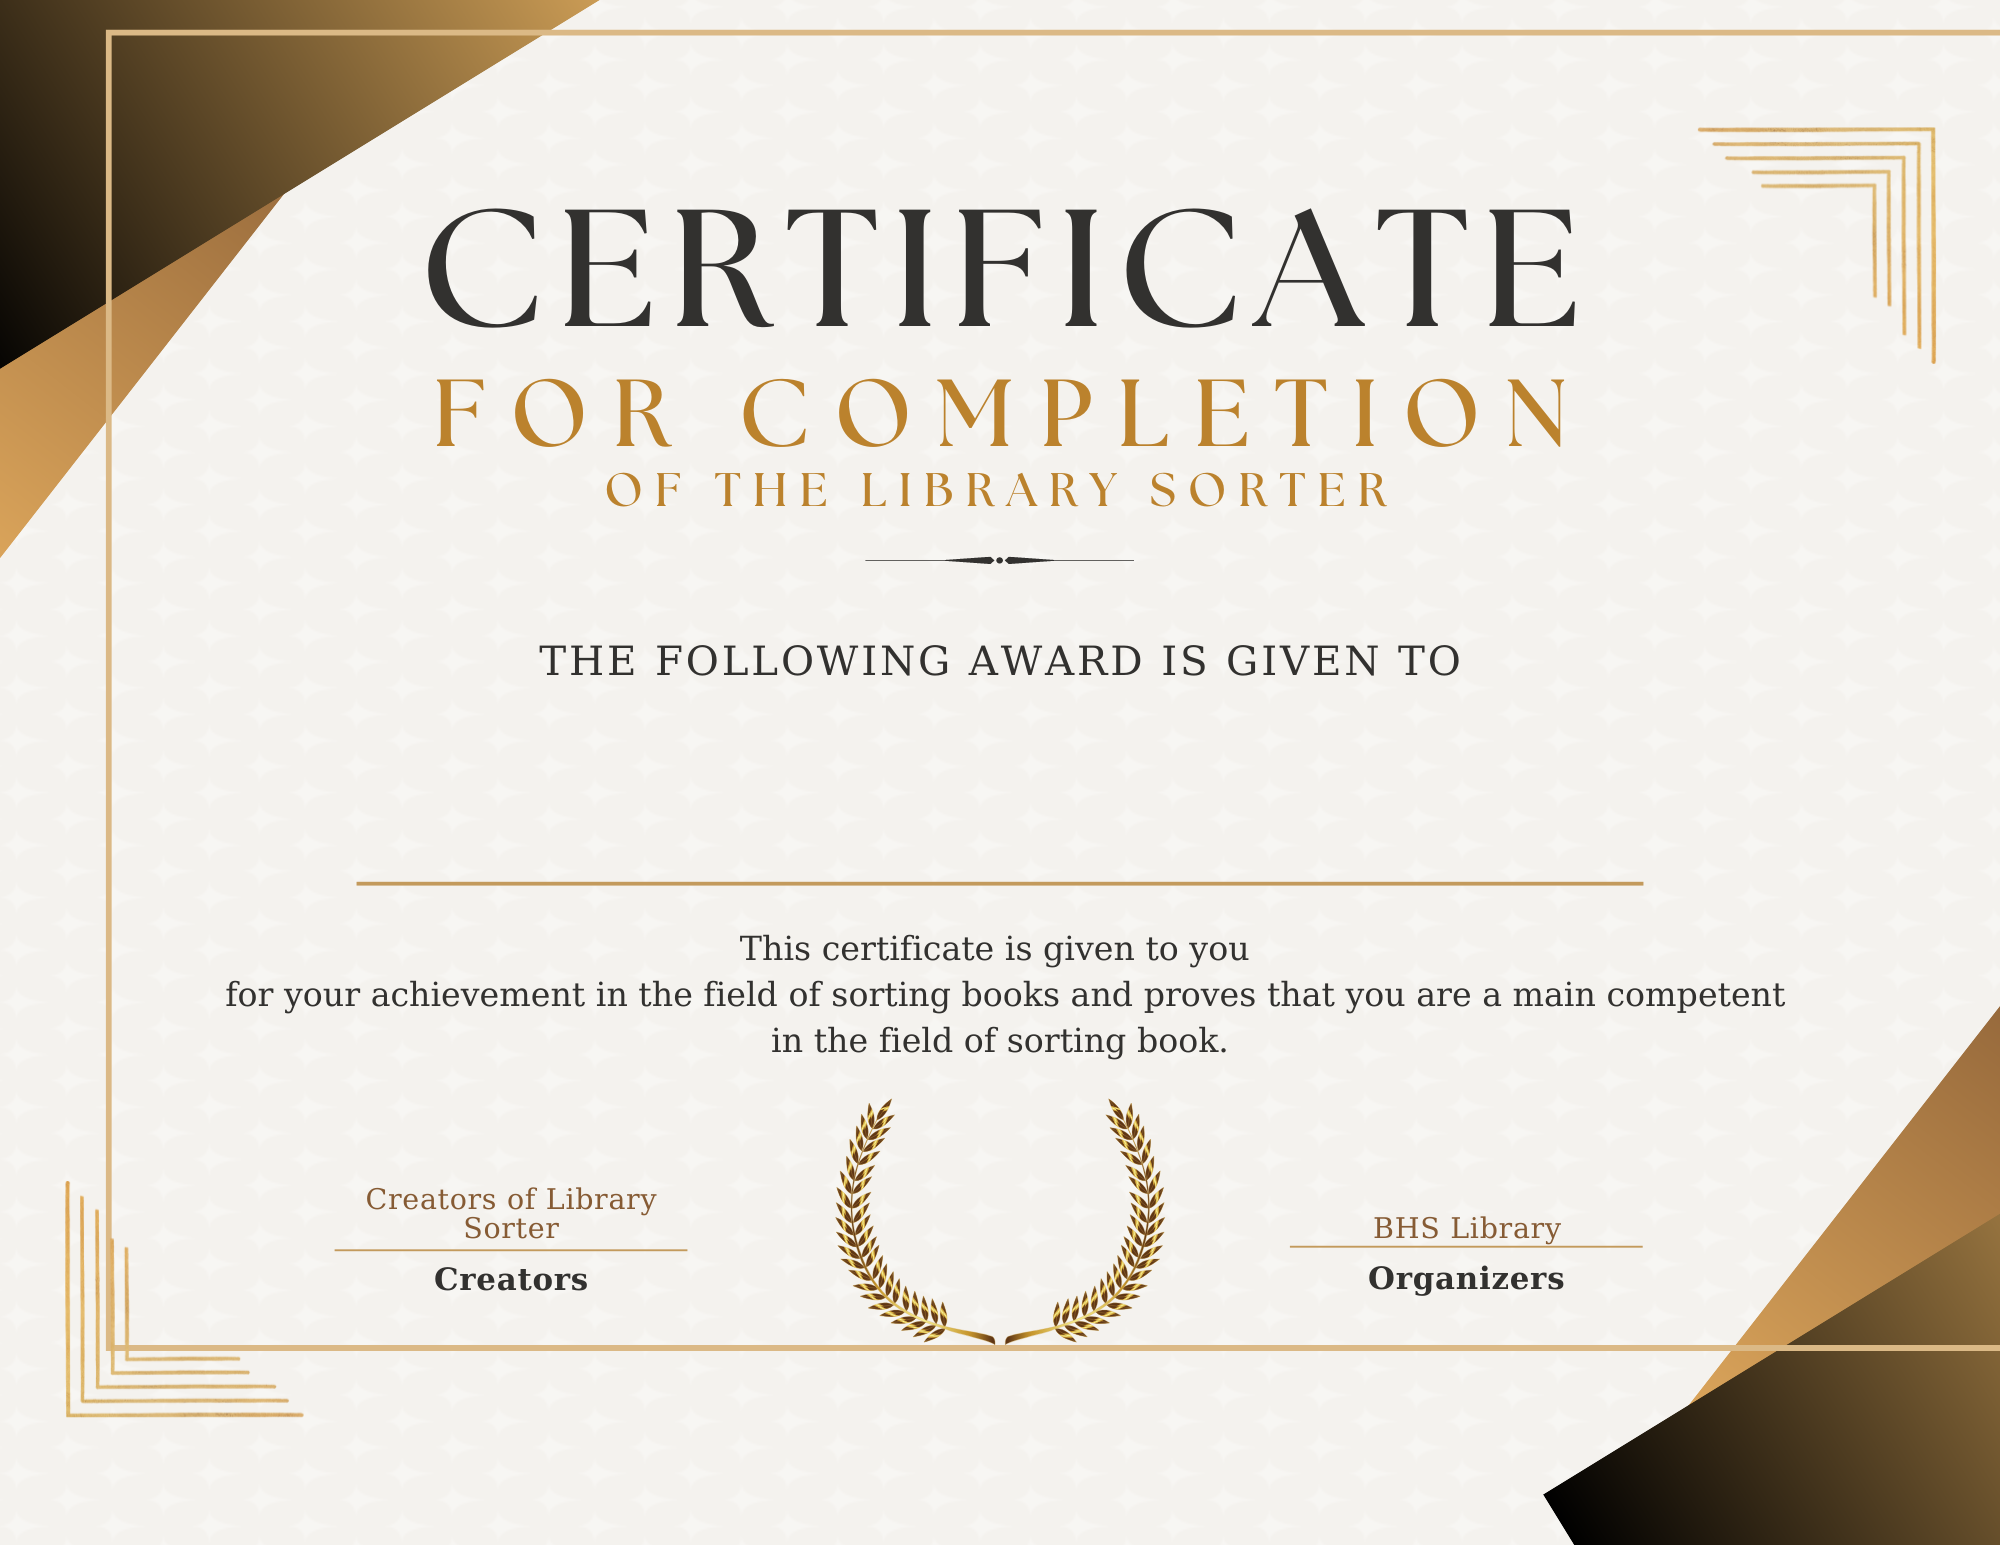 CERTIFICATE
FOR COMPLETION
OF THE LIBRARY SORTER
THE FOLLOWING AWARD IS GIVEN TO
This certificate is given to you
for your achievement in the field of sorting books and proves that you are a main competent
in the field of sorting book.
Creators of Library
Sorter
Creators
BHS Library
Organizers